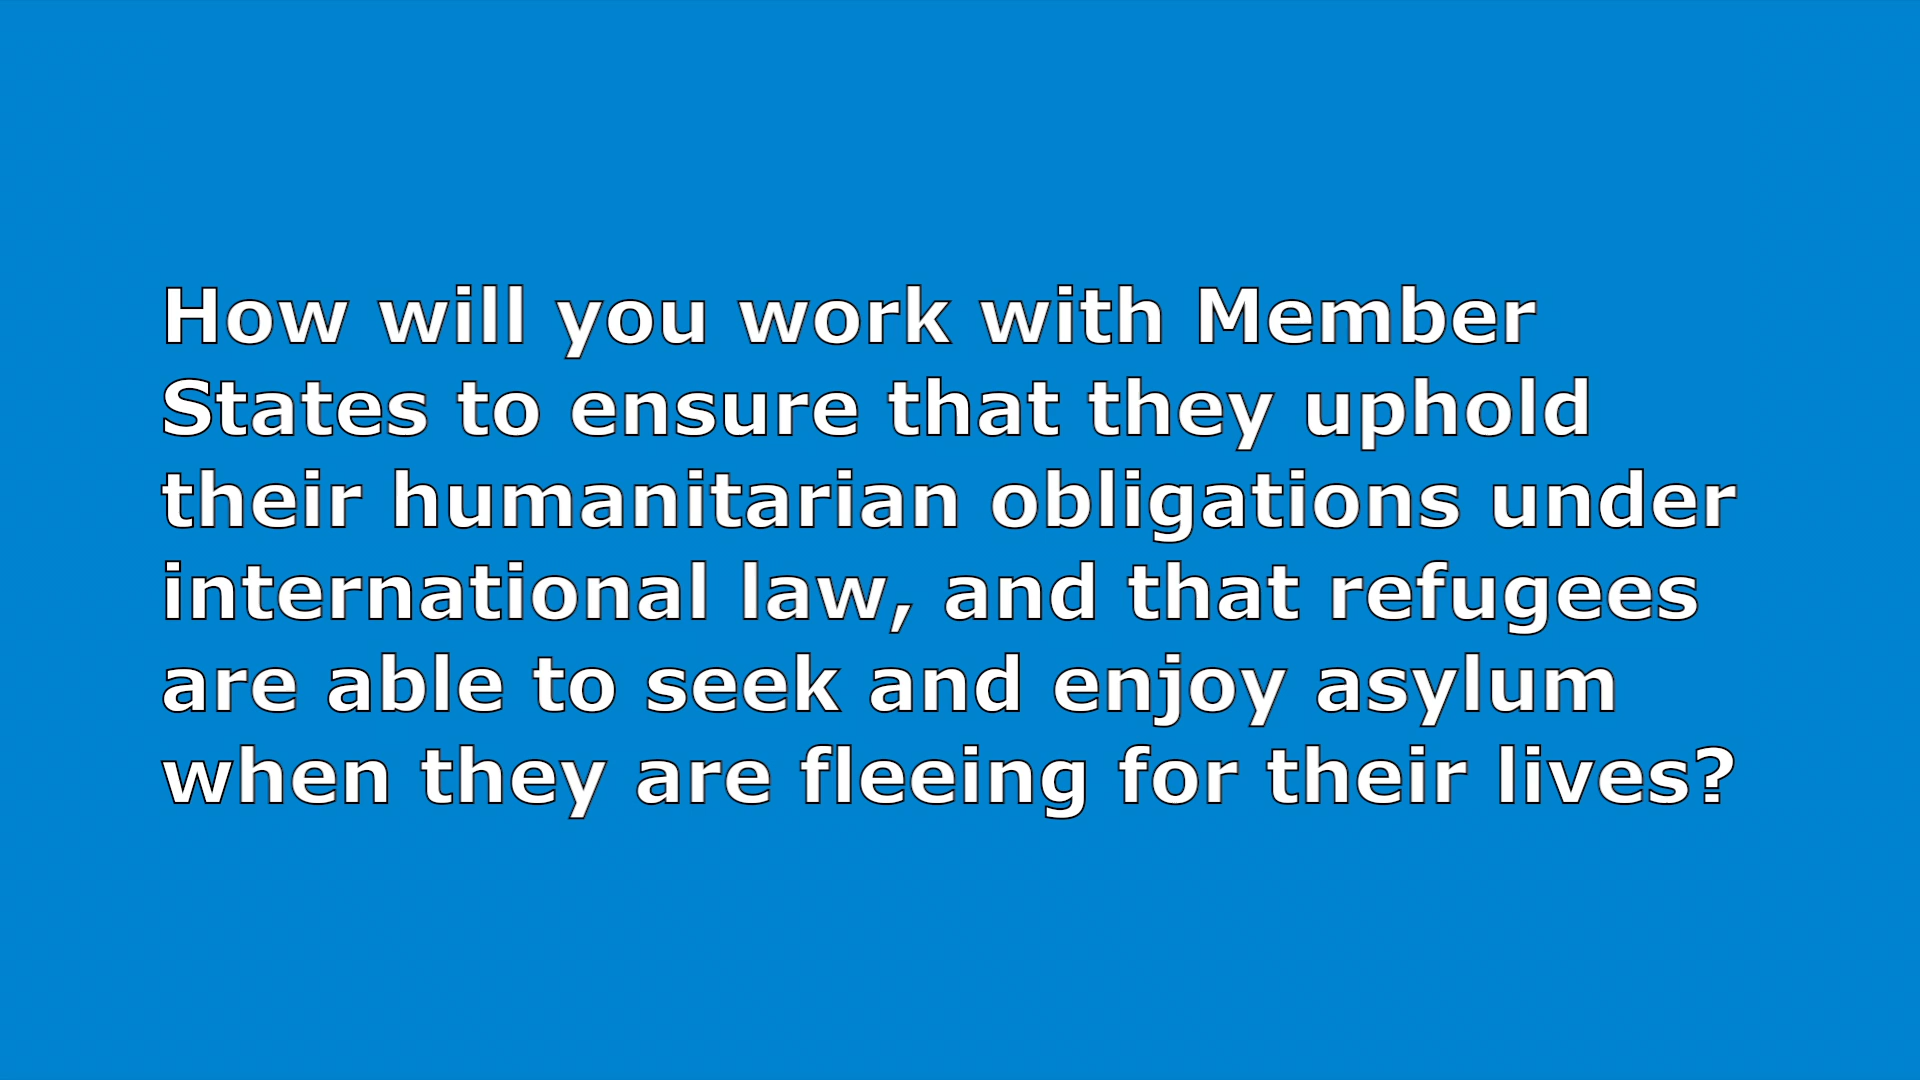 How will you work with Member
States to ensure that they uphold
their humanitarian obligations under
international law, and that refugees
are able to seek and enjoy asylum
when they are fleeing for their lives?